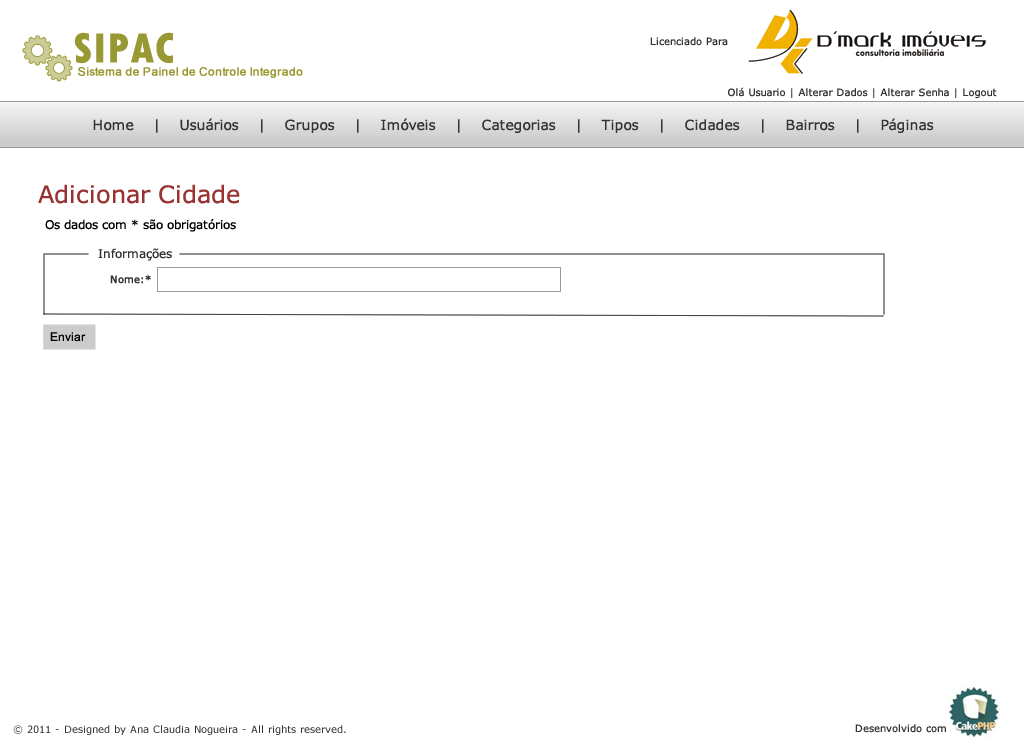 SIPAC
Sistema de Painel de Controle Integrado
Licenciado Para
D'mark imóveis
consultoria imobiliária
Olá Usuario | Alterar Dados | Alterar Senha | Logout
Home | Usuários | Grupos | Imóveis | Categorias | Tipos | Cidades | Bairros | Páginas
Adicionar Cidade
Os dados com * são obrigatórios
Informações
Nome:*
Enviar
© 2011 - Designed by Ana Claudia Nogueira - All rights reserved.
Desenvolvido com
CakePHP